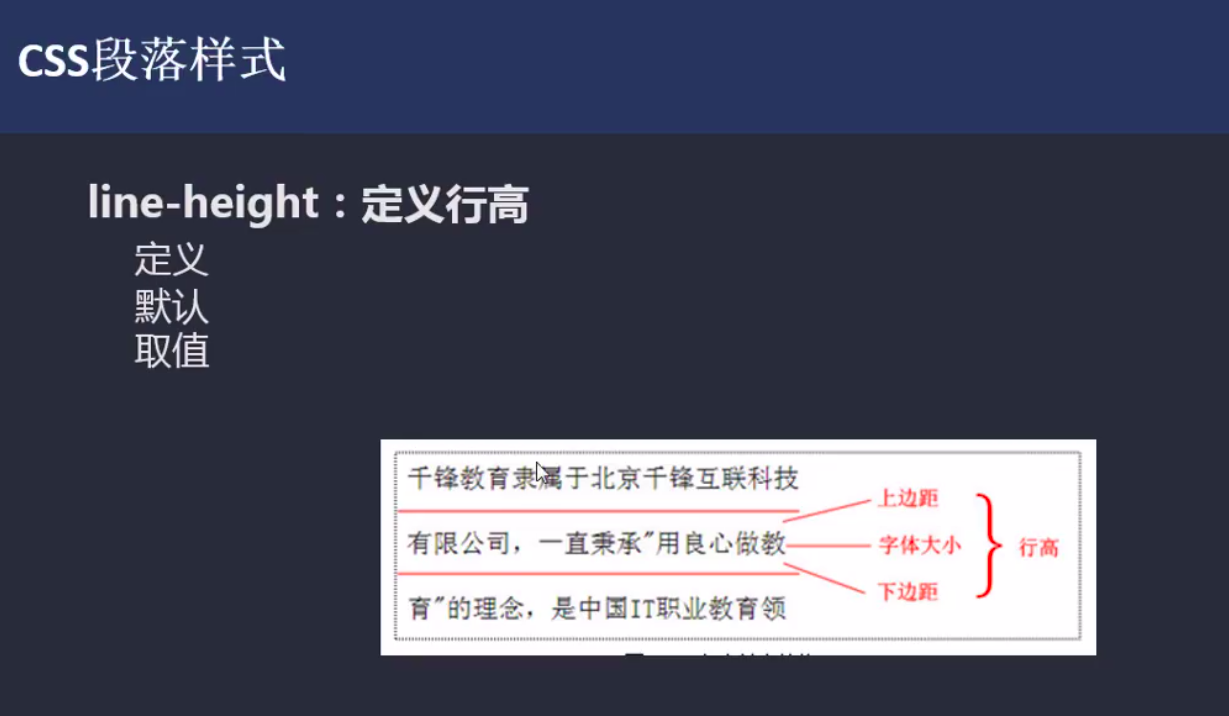 CSS段落样式
line-height：定义行高
定义
默认
取值
千锋教育隶属于北京千锋互联科技
有限公司，一直秉承"用良心做教
育"的理念，是中国IT职业教育领
上边距
字体大小
下边距
行高